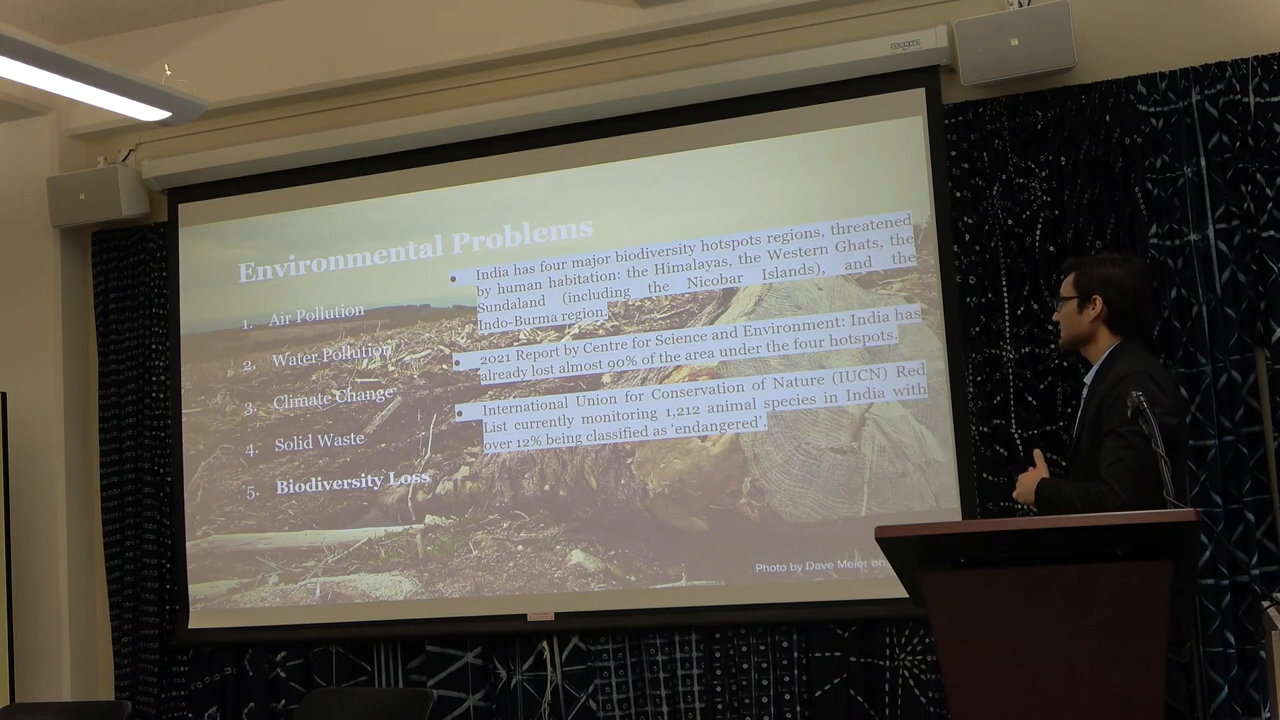 Environmental Problems
1. Air Pollution
2. Water Pollution
3. Climate Change
4. Solid Waste
5. Biodiversity Loss
• India has four major biodiversity hotspots regions, threatened
by human habitation: the Himalayas, the Western Ghats, the
Sundaland (including the Nicobar Islands), and the
Indo-Burma region.
• 2021 Report by Centre for Science and Environment: India has
already lost almost 90% of the area under the four hotspots.
• International Union for Conservation of Nature (IUCN) Red
List currently monitoring 1,212 animal species in India with
over 12% being classified as ‘endangered’.
Photo by Dave Meier on